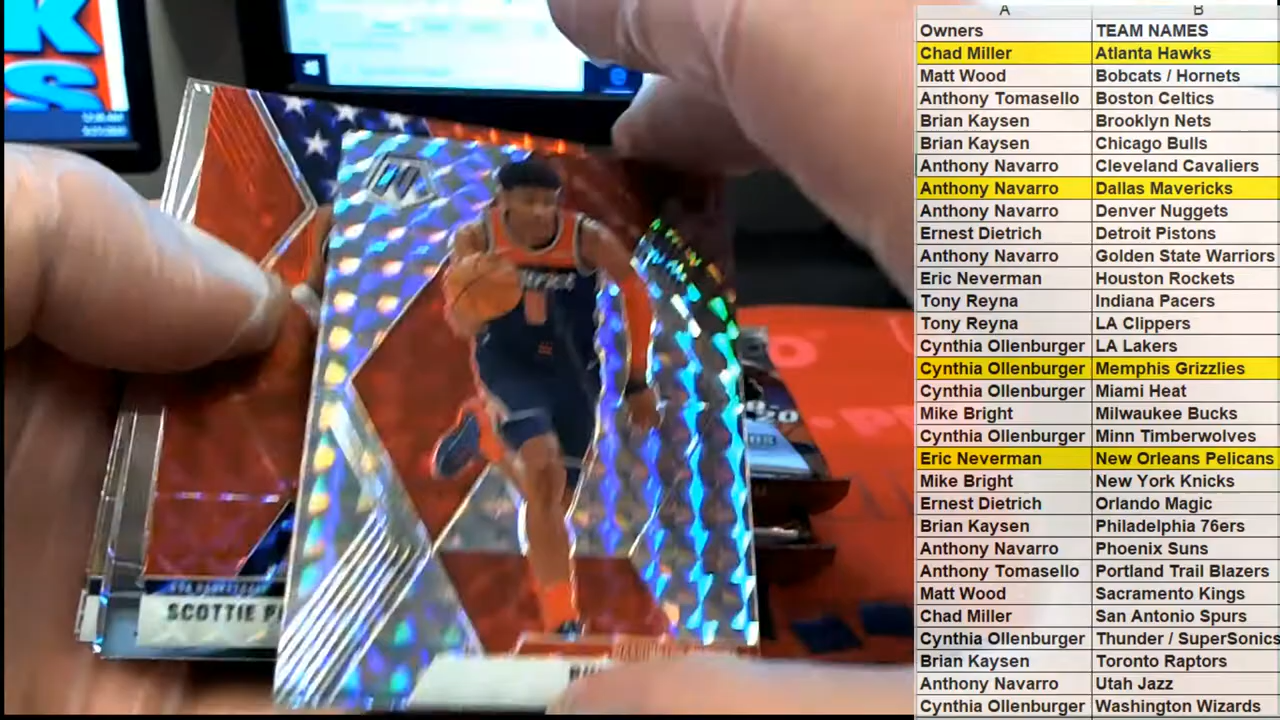 A B
Owners TEAM NAMES
Chad Miller Atlanta Hawks
Matt Wood Bobcats / Hornets
Anthony Tomasello Boston Celtics
Brian Kaysen Brooklyn Nets
Brian Kaysen Chicago Bulls
Anthony Navarro Cleveland Cavaliers
Anthony Navarro Dallas Mavericks
Anthony Navarro Denver Nuggets
Ernest Dietrich Detroit Pistons
Anthony Navarro Golden State Warriors
Eric Neverman Houston Rockets
Tony Reyna Indiana Pacers
Tony Reyna LA Clippers
Cynthia Ollenburger LA Lakers
Cynthia Ollenburger Memphis Grizzlies
Cynthia Ollenburger Miami Heat
Mike Bright Milwaukee Bucks
Cynthia Ollenburger Minn Timberwolves
Eric Neverman New Orleans Pelicans
Mike Bright New York Knicks
Ernest Dietrich Orlando Magic
Brian Kaysen Philadelphia 76ers
Anthony Navarro Phoenix Suns
Anthony Tomasello Portland Trail Blazers
Matt Wood Sacramento Kings
Chad Miller San Antonio Spurs
Cynthia Ollenburger Thunder / SuperSonics
Brian Kaysen Toronto Raptors
Anthony Navarro Utah Jazz
Cynthia Ollenburger Washington Wizards
SCOTTIE P